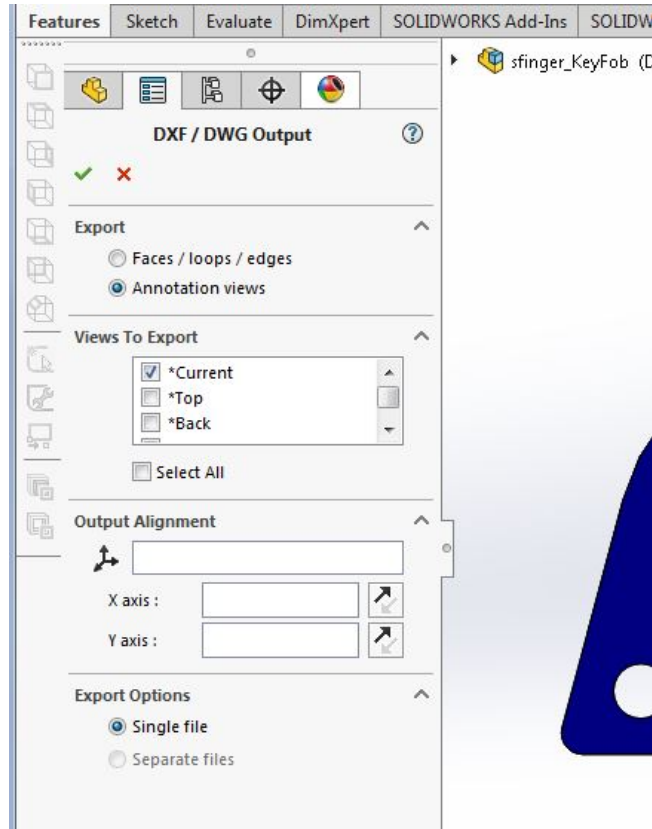 Features Sketch Evaluate DimXpert SOLIDWORKS Add-Ins SOLIDW
sfinger_KeyFob (D
DXF / DWG Output
Export
Faces / loops / edges
Annotation views
Views To Export
*Current
*Top
*Back
Select All
Output Alignment
X axis :
Y axis :
Export Options
Single file
Separate files